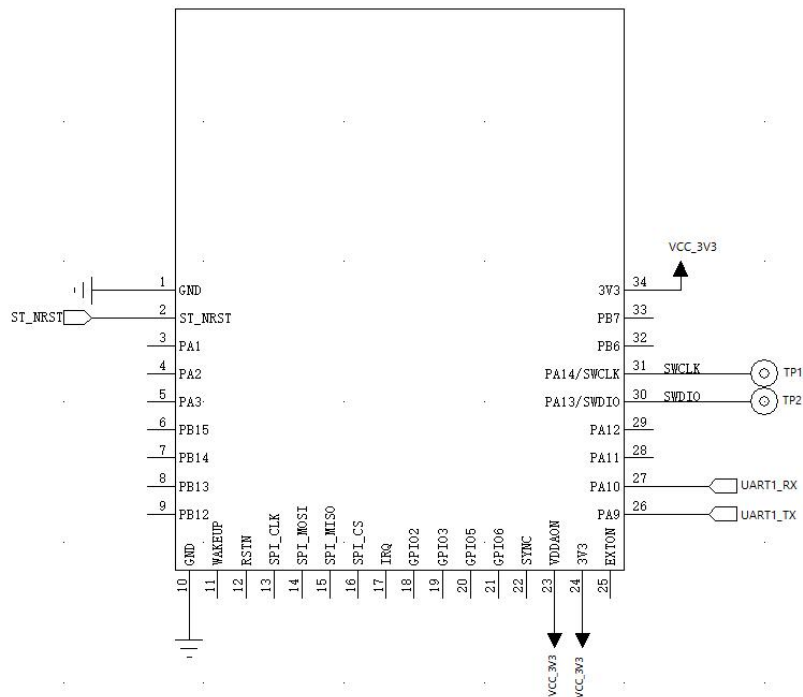 VCC_3V3
1 GND
3V3 34
ST_NRST 2 ST_NRST
PB7 33
3 PA1
PB6 32
4 PA2
PA14/SWCLK 31 SWCLK TP1
5 PA3
PA13/SWDIO 30 SWDIO TP2
6 PB15
PA12 29
7 PB14
PA11 28
8 PB13
PA10 27 UART1_RX
9 PB12
PA9 26 UART1_TX
GND 10
WAKEUP 11
RSTN 12
SPI_CLK 13
SPI_MOSI 14
SPI_MISO 15
SPI_CS 16
IRQ 17
GPIO2 18
GPIO3 19
GPIO5 20
GPIO6 21
SYNC 22
VDDAON 23
3V3 24
EXTON 25
VCC_3V3
VCC_3V3